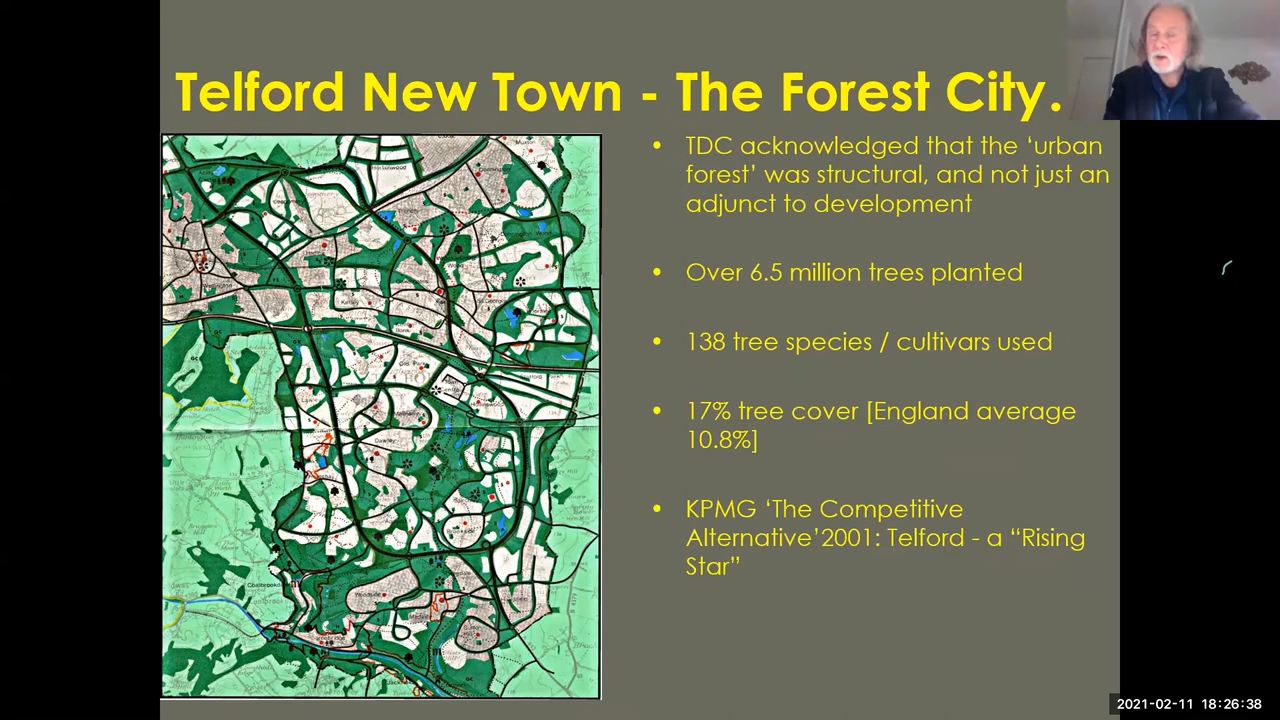 Telford New Town - The Forest City.
• TDC acknowledged that the ‘urban
forest’ was structural, and not just an
adjunct to development
• Over 6.5 million trees planted
• 138 tree species / cultivars used
• 17% tree cover [England average
10.8%]
• KPMG ‘The Competitive
Alternative’2001: Telford - a “Rising
Star”
Dawley
2021-02-11 18:26:38